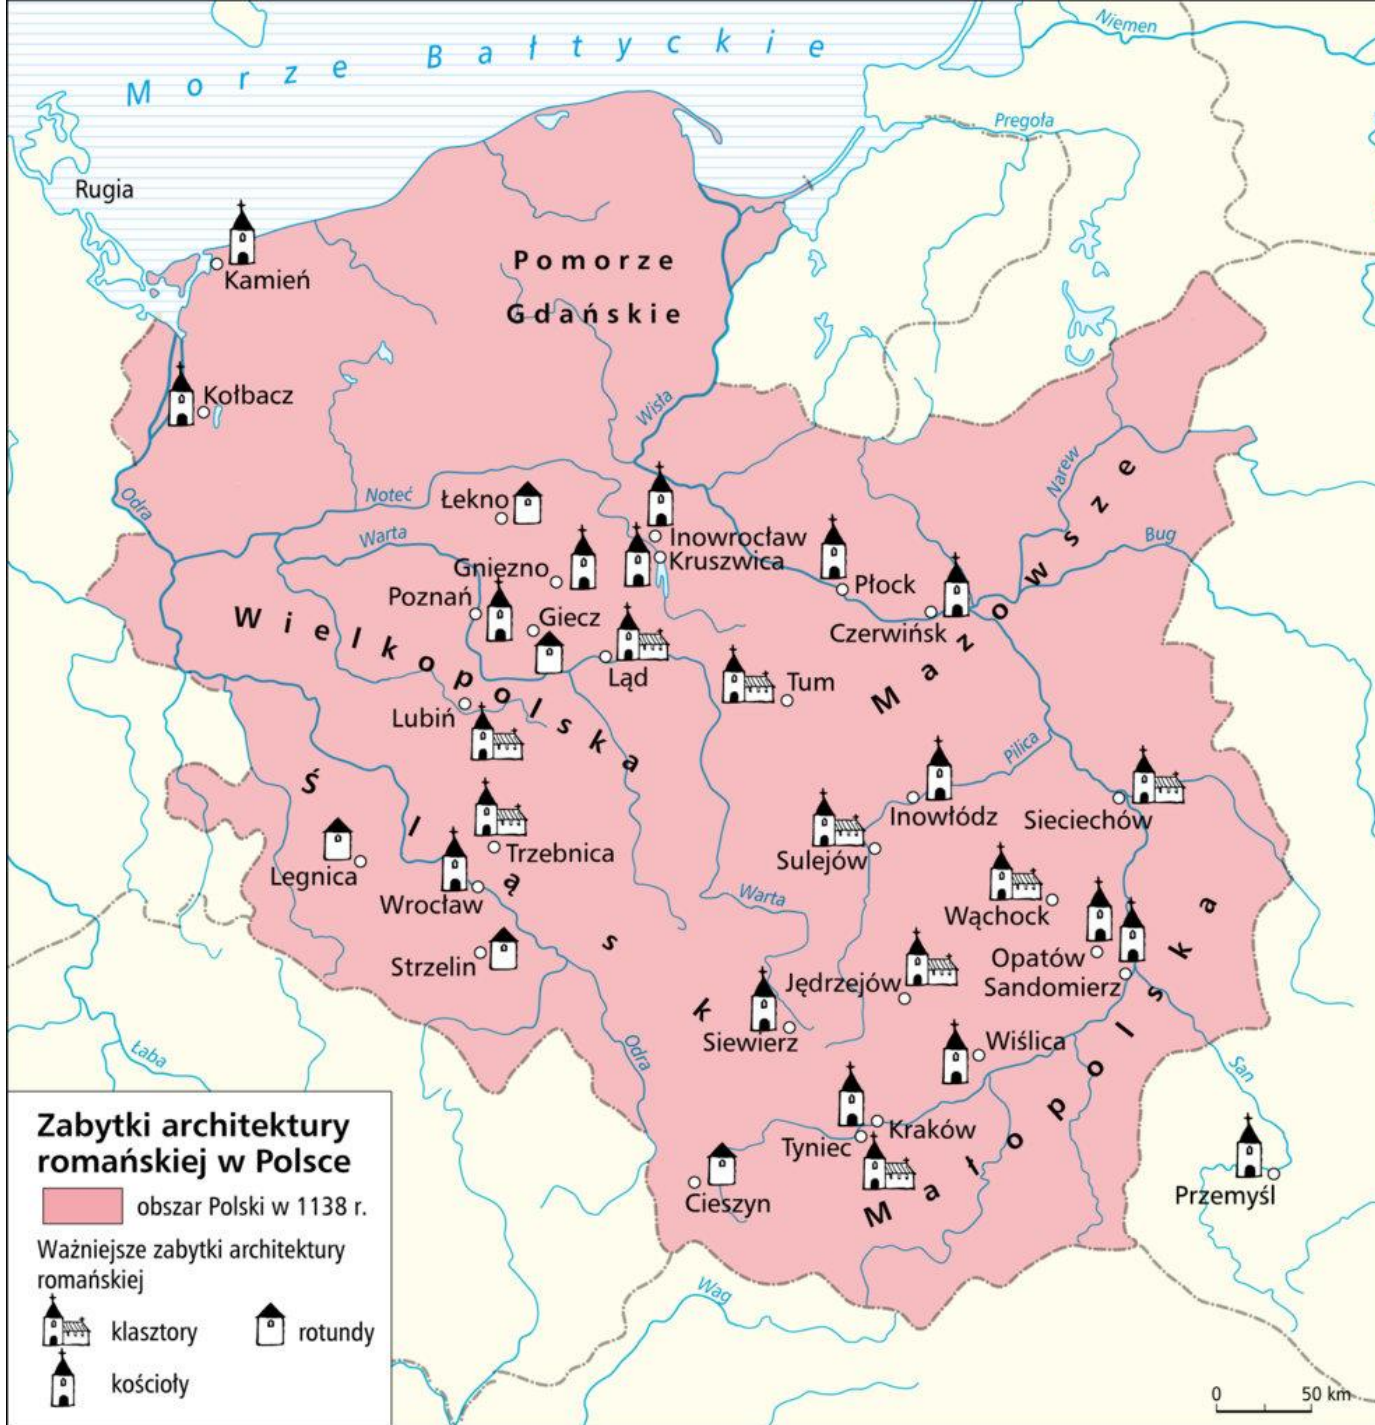 Morze Bałtyckie
Niemen
Pregoła
Rugia
Kamień
Pomorze
Gdańskie
Kołbacz
Wisła
Narew
Odra
Noteć
Łekno
Inowrocław
Warta
Kruszwica
Bug
Gniezno
Płock
Poznań
Giecz
Czerwińsk
Wielkopolska
Mazowsze
Ląd
Tum
Lubiń
Pilica
Śląsk
Inowłódz
Sieciechów
Trzebnica
Sulejów
Legnica
Wrocław
Warta
Wąchock
Strzelin
Opatów
Jędrzejów
Sandomierz
Siewierz
Wiślica
Łaba
Odra
San
Małopolska
Kraków
Tyniec
Cieszyn
Przemyśl
Wag
Zabytki architektury
romańskiej w Polsce
obszar Polski w 1138 r.
Ważniejsze zabytki architektury
romańskiej
klasztory
rotundy
kościoły
0 50 km